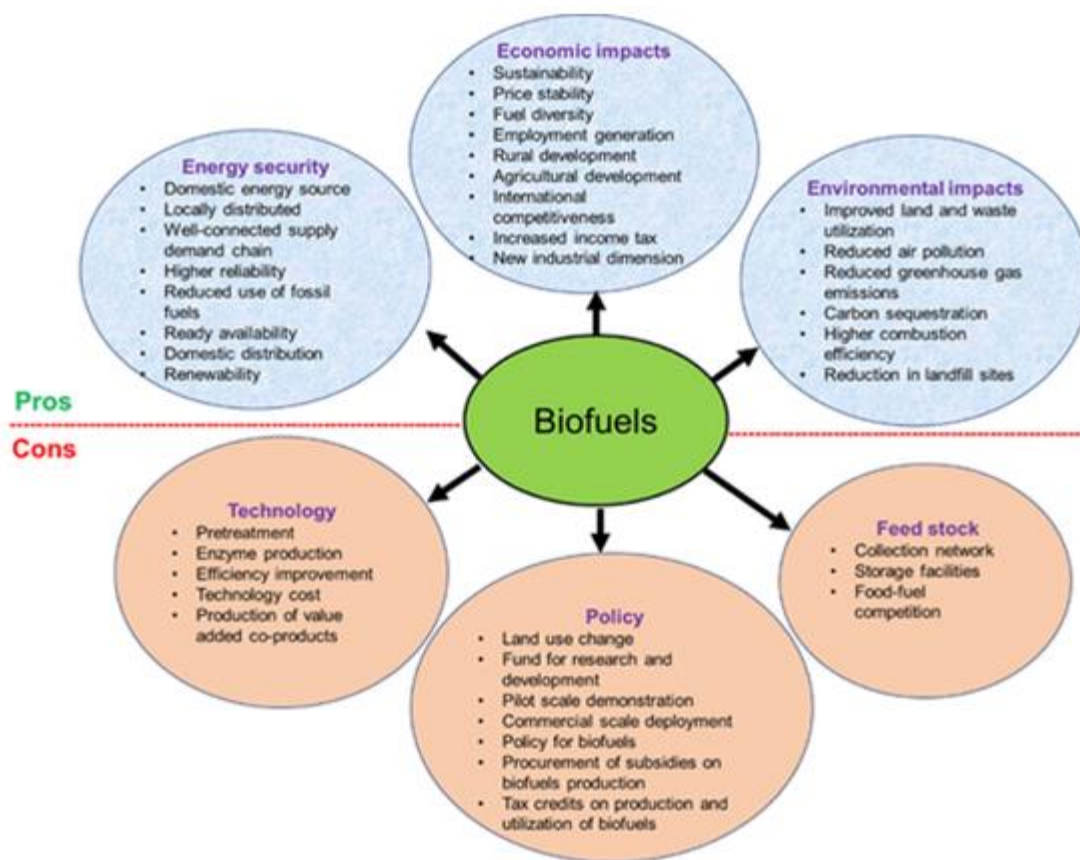 Economic impacts
• Sustainability
• Price stability
• Fuel diversity
• Employment generation
• Rural development
• Agricultural development
• International
competitiveness
• Increased income tax
• New industrial dimension
Energy security
• Domestic energy source
• Locally distributed
• Well-connected supply
demand chain
• Higher reliability
• Reduced use of fossil
fuels
• Ready availability
• Domestic distribution
• Renewability
Environmental impacts
• Improved land and waste
utilization
• Reduced air pollution
• Reduced greenhouse gas
emissions
• Carbon sequestration
• Higher combustion
efficiency
• Reduction in landfill sites
Pros
Biofuels
Cons
Technology
• Pretreatment
• Enzyme production
• Efficiency improvement
• Technology cost
• Production of value
added co-products
Policy
• Land use change
• Fund for research and
development
• Pilot scale demonstration
• Commercial scale deployment
• Policy for biofuels
• Procurement of subsidies on
biofuels production
• Tax credits on production and
utilization of biofuels
Feed stock
• Collection network
• Storage facilities
• Food-fuel
competition